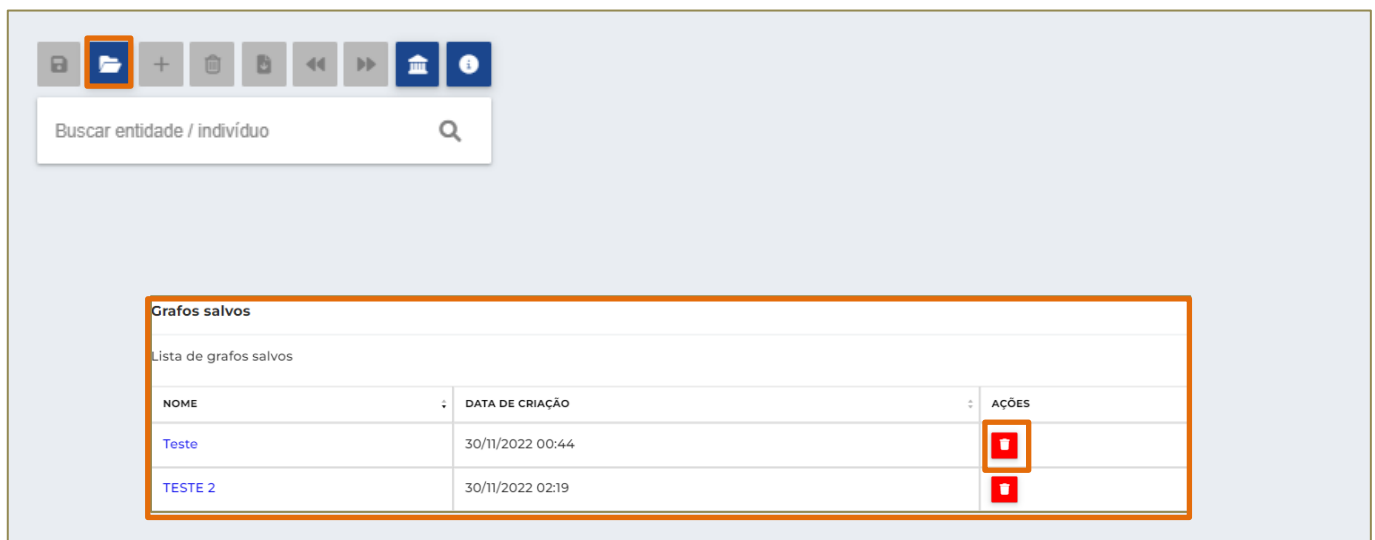 Buscar entidade / indivíduo
Grafos salvos
Lista de grafos salvos
NOME DATA DE CRIAÇÃO AÇÕES
Teste 30/11/2022 00:44
TESTE 2 30/11/2022 02:19